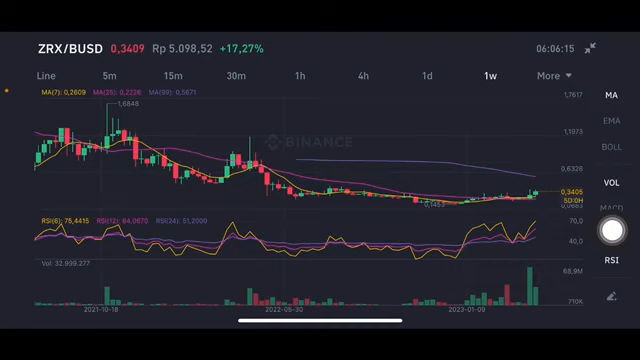 ZRX/BUSD 0,3409 Rp 5.098,52 +17,27% 06:06:15
Line 5m 15m 30m 1h 4h 1d 1w More
MA(7): 0,2609 MA(25): 0,2226 MA(99): 0,5671
1,7617
MA
1,6848
EMA
1,1973
BINANCE
BOLL
0,6332
VOL
0,3405
5D:0H
0,1453
0,0683
MACD
RSI(6): 75,4415 RSI(12): 64,0670 RSI(24): 51,2000
70,0
40,0
RSI
Vol: 32.999.277
68,9M
710K
2021-10-18 2022-05-30 2023-01-09